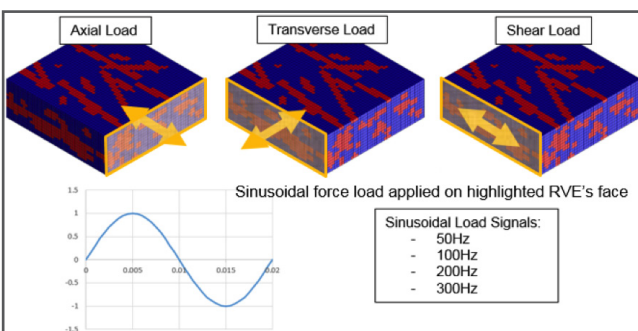 Axial Load
Transverse Load
Shear Load
Sinusoidal force load applied on highlighted RVE's face
1.5
1
0.5
0
-0.5
-1
-1.5
0
0.005
0.01
0.015
0.02
Sinusoidal Load Signals:
- 50Hz
- 100Hz
- 200Hz
- 300Hz